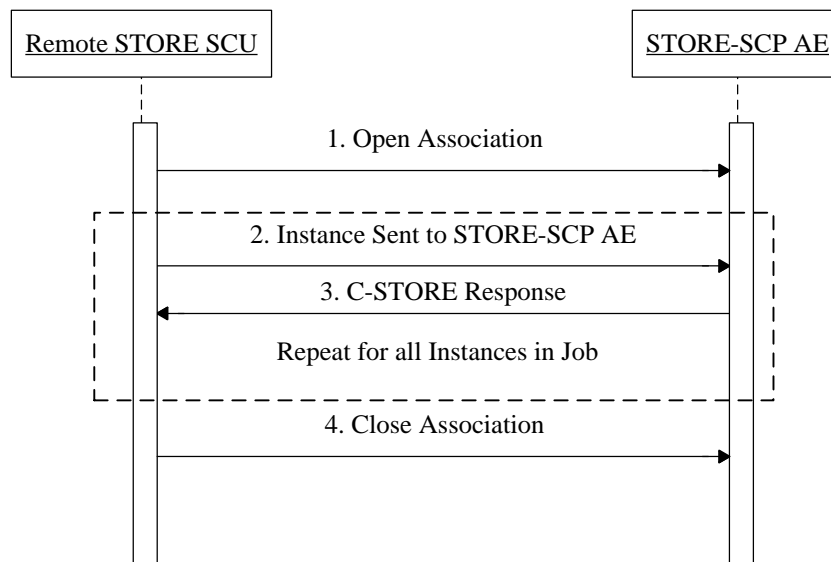 Remote STORE SCU
STORE-SCP AE
1. Open Association
2. Instance Sent to STORE-SCP AE
3. C-STORE Response
Repeat for all Instances in Job
4. Close Association